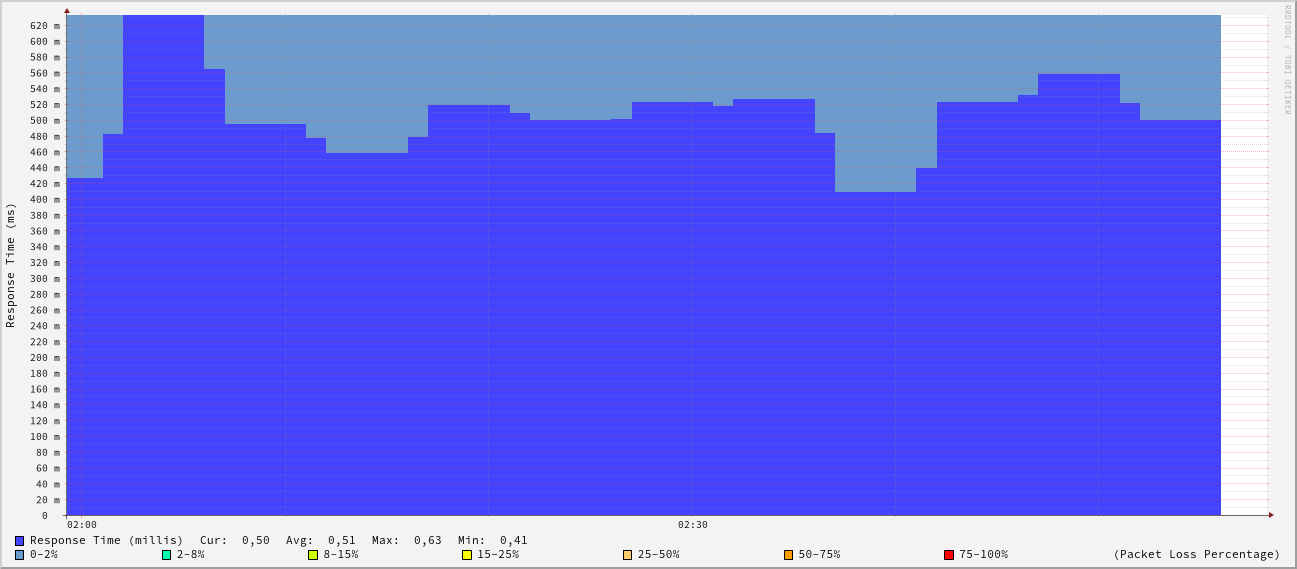 RRDTOOL / TOBI OETIKER
Response Time (ms)
620 m
600 m
580 m
560 m
540 m
520 m
500 m
480 m
460 m
440 m
420 m
400 m
380 m
360 m
340 m
320 m
300 m
280 m
260 m
240 m
220 m
200 m
180 m
160 m
140 m
120 m
100 m
80 m
60 m
40 m
20 m
0
02:00 02:30
Response Time (millis) Cur: 0,50 Avg: 0,51 Max: 0,63 Min: 0,41
0-2% 2-8% 8-15% 15-25% 25-50% 50-75% 75-100% (Packet Loss Percentage)